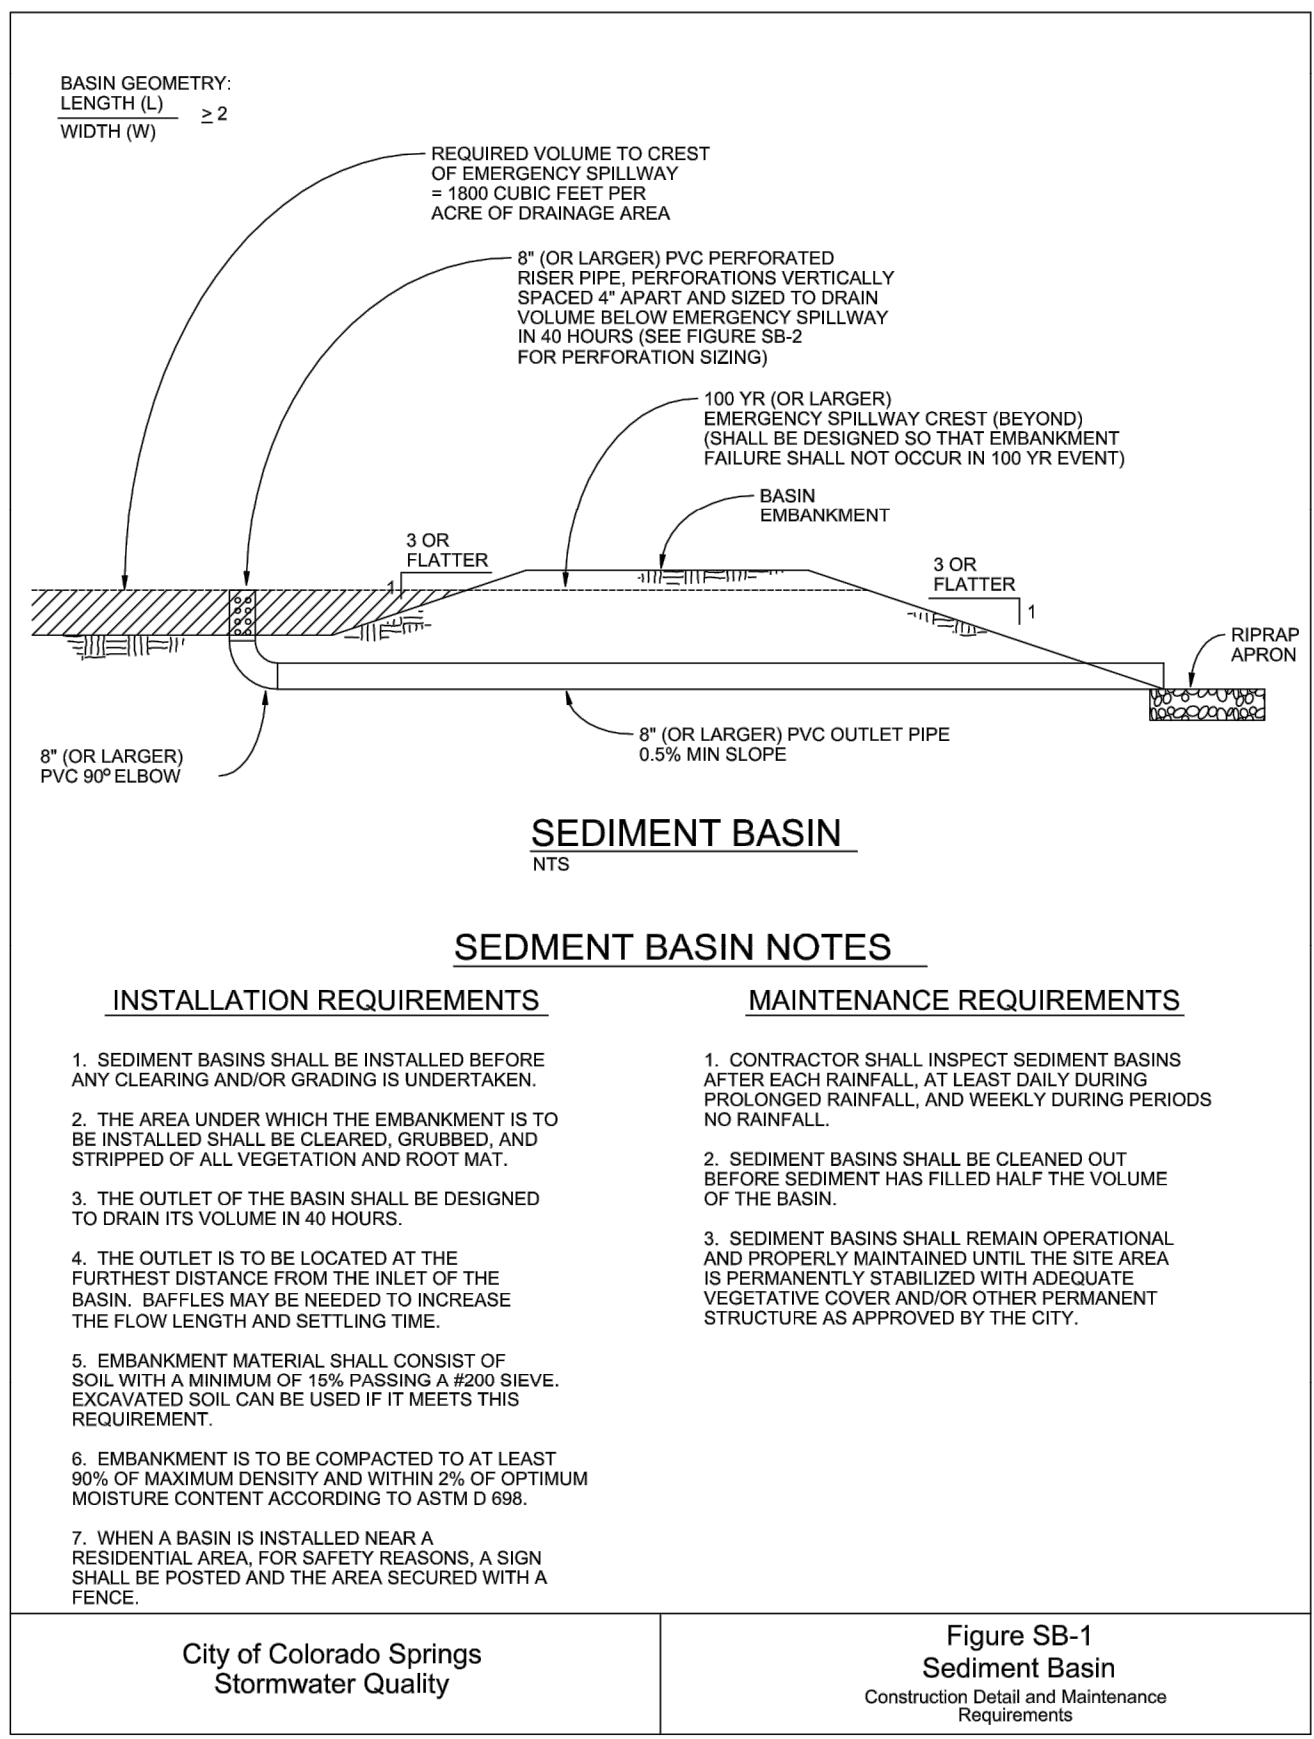 BASIN GEOMETRY:
LENGTH (L)
WIDTH (W)
≥ 2
REQUIRED VOLUME TO CREST
OF EMERGENCY SPILLWAY
= 1800 CUBIC FEET PER
ACRE OF DRAINAGE AREA
8" (OR LARGER) PVC PERFORATED
RISER PIPE, PERFORATIONS VERTICALLY
SPACED 4" APART AND SIZED TO DRAIN
VOLUME BELOW EMERGENCY SPILLWAY
IN 40 HOURS (SEE FIGURE SB-2
FOR PERFORATION SIZING)
100 YR (OR LARGER)
EMERGENCY SPILLWAY CREST (BEYOND)
(SHALL BE DESIGNED SO THAT EMBANKMENT
FAILURE SHALL NOT OCCUR IN 100 YR EVENT)
BASIN
EMBANKMENT
3 OR
FLATTER
1
3 OR
FLATTER
1
RIPRAP
APRON
8" (OR LARGER) PVC OUTLET PIPE
0.5% MIN SLOPE
8" (OR LARGER)
PVC 90º ELBOW
SEDIMENT BASIN
NTS
SEDMENT BASIN NOTES
INSTALLATION REQUIREMENTS
1. SEDIMENT BASINS SHALL BE INSTALLED BEFORE
ANY CLEARING AND/OR GRADING IS UNDERTAKEN.
2. THE AREA UNDER WHICH THE EMBANKMENT IS TO
BE INSTALLED SHALL BE CLEARED, GRUBBED, AND
STRIPPED OF ALL VEGETATION AND ROOT MAT.
3. THE OUTLET OF THE BASIN SHALL BE DESIGNED
TO DRAIN ITS VOLUME IN 40 HOURS.
4. THE OUTLET IS TO BE LOCATED AT THE
FURTHEST DISTANCE FROM THE INLET OF THE
BASIN. BAFFLES MAY BE NEEDED TO INCREASE
THE FLOW LENGTH AND SETTLING TIME.
5. EMBANKMENT MATERIAL SHALL CONSIST OF
SOIL WITH A MINIMUM OF 15% PASSING A #200 SIEVE.
EXCAVATED SOIL CAN BE USED IF IT MEETS THIS
REQUIREMENT.
6. EMBANKMENT IS TO BE COMPACTED TO AT LEAST
90% OF MAXIMUM DENSITY AND WITHIN 2% OF OPTIMUM
MOISTURE CONTENT ACCORDING TO ASTM D 698.
7. WHEN A BASIN IS INSTALLED NEAR A
RESIDENTIAL AREA, FOR SAFETY REASONS, A SIGN
SHALL BE POSTED AND THE AREA SECURED WITH A
FENCE.
MAINTENANCE REQUIREMENTS
1. CONTRACTOR SHALL INSPECT SEDIMENT BASINS
AFTER EACH RAINFALL, AT LEAST DAILY DURING
PROLONGED RAINFALL, AND WEEKLY DURING PERIODS
NO RAINFALL.
2. SEDIMENT BASINS SHALL BE CLEANED OUT
BEFORE SEDIMENT HAS FILLED HALF THE VOLUME
OF THE BASIN.
3. SEDIMENT BASINS SHALL REMAIN OPERATIONAL
AND PROPERLY MAINTAINED UNTIL THE SITE AREA
IS PERMANENTLY STABILIZED WITH ADEQUATE
VEGETATIVE COVER AND/OR OTHER PERMANENT
STRUCTURE AS APPROVED BY THE CITY.
City of Colorado Springs
Stormwater Quality
Figure SB-1
Sediment Basin
Construction Detail and Maintenance
Requirements